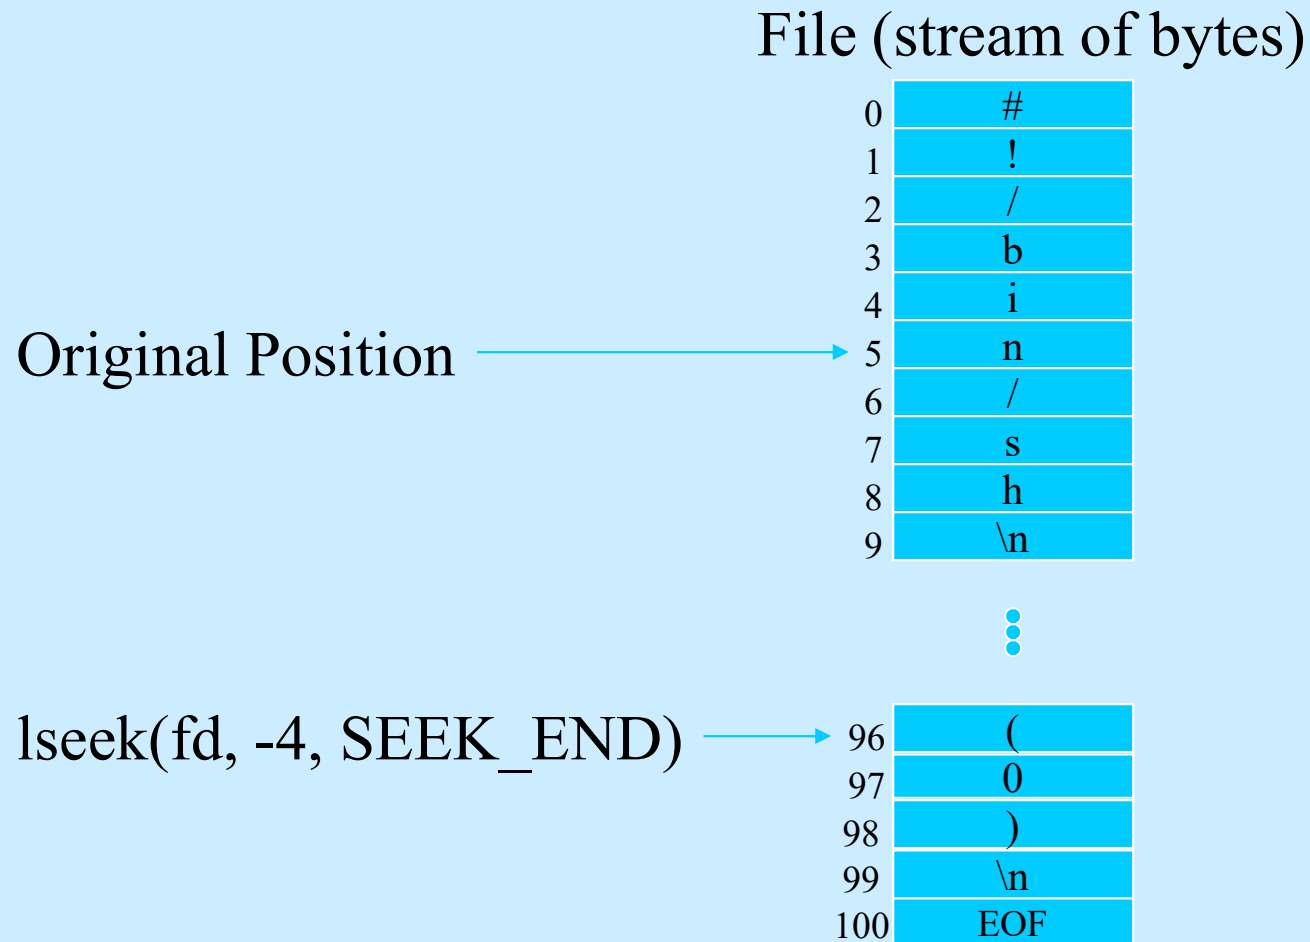 File (stream of bytes)
0 #
1 !
2 /
3 b
4 i
Original Position 5 n
6 /
7 s
8 h
9 \n
lseek(fd, -4, SEEK_END) 96 (
97 0
98 )
99 \n
100 EOF